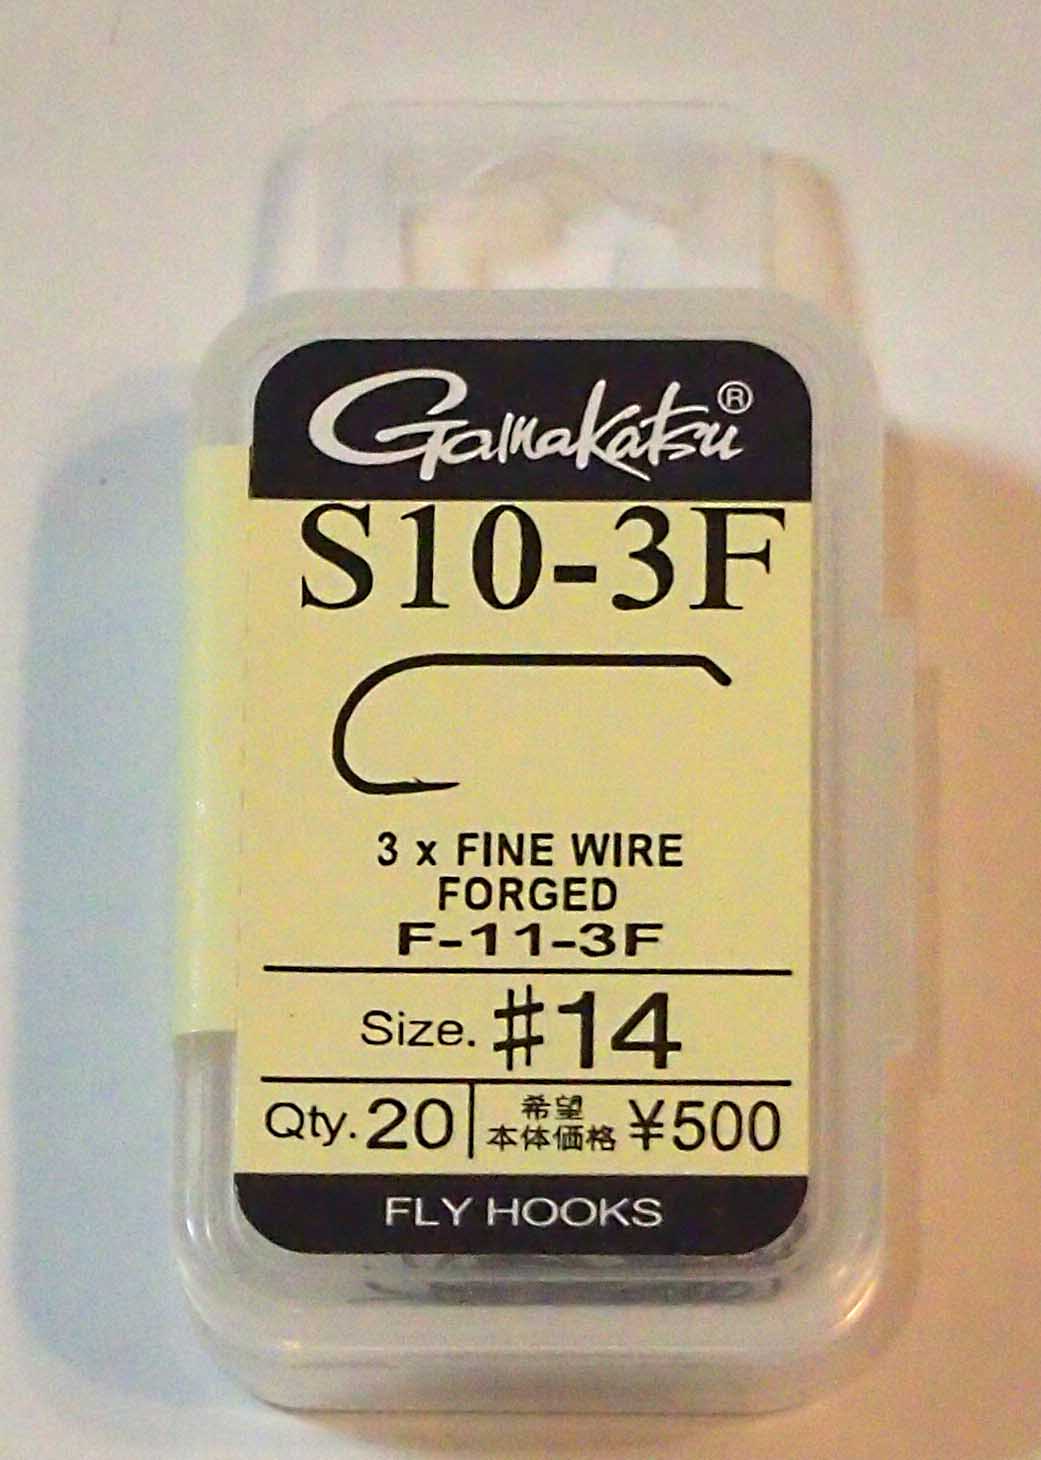 Gamakatsu®
S10-3F
3 x FINE WIRE
FORGED
F-11-3F
Size. #14
Qty. 20
希望
本体価格 ¥500
FLY HOOKS